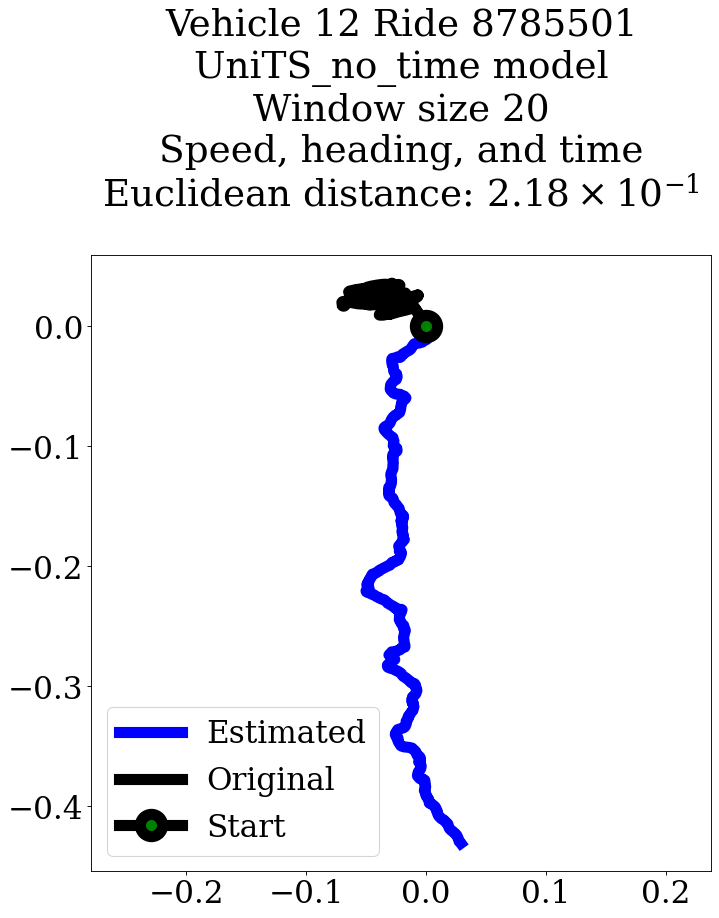 Vehicle 12 Ride 8785501
UniTS_no_time model
Window size 20
Speed, heading, and time
Euclidean distance: 2.18 × 10⁻¹
0.0
−0.1
−0.2
−0.3
−0.4
Estimated
Original
Start
−0.2 −0.1 0.0 0.1 0.2